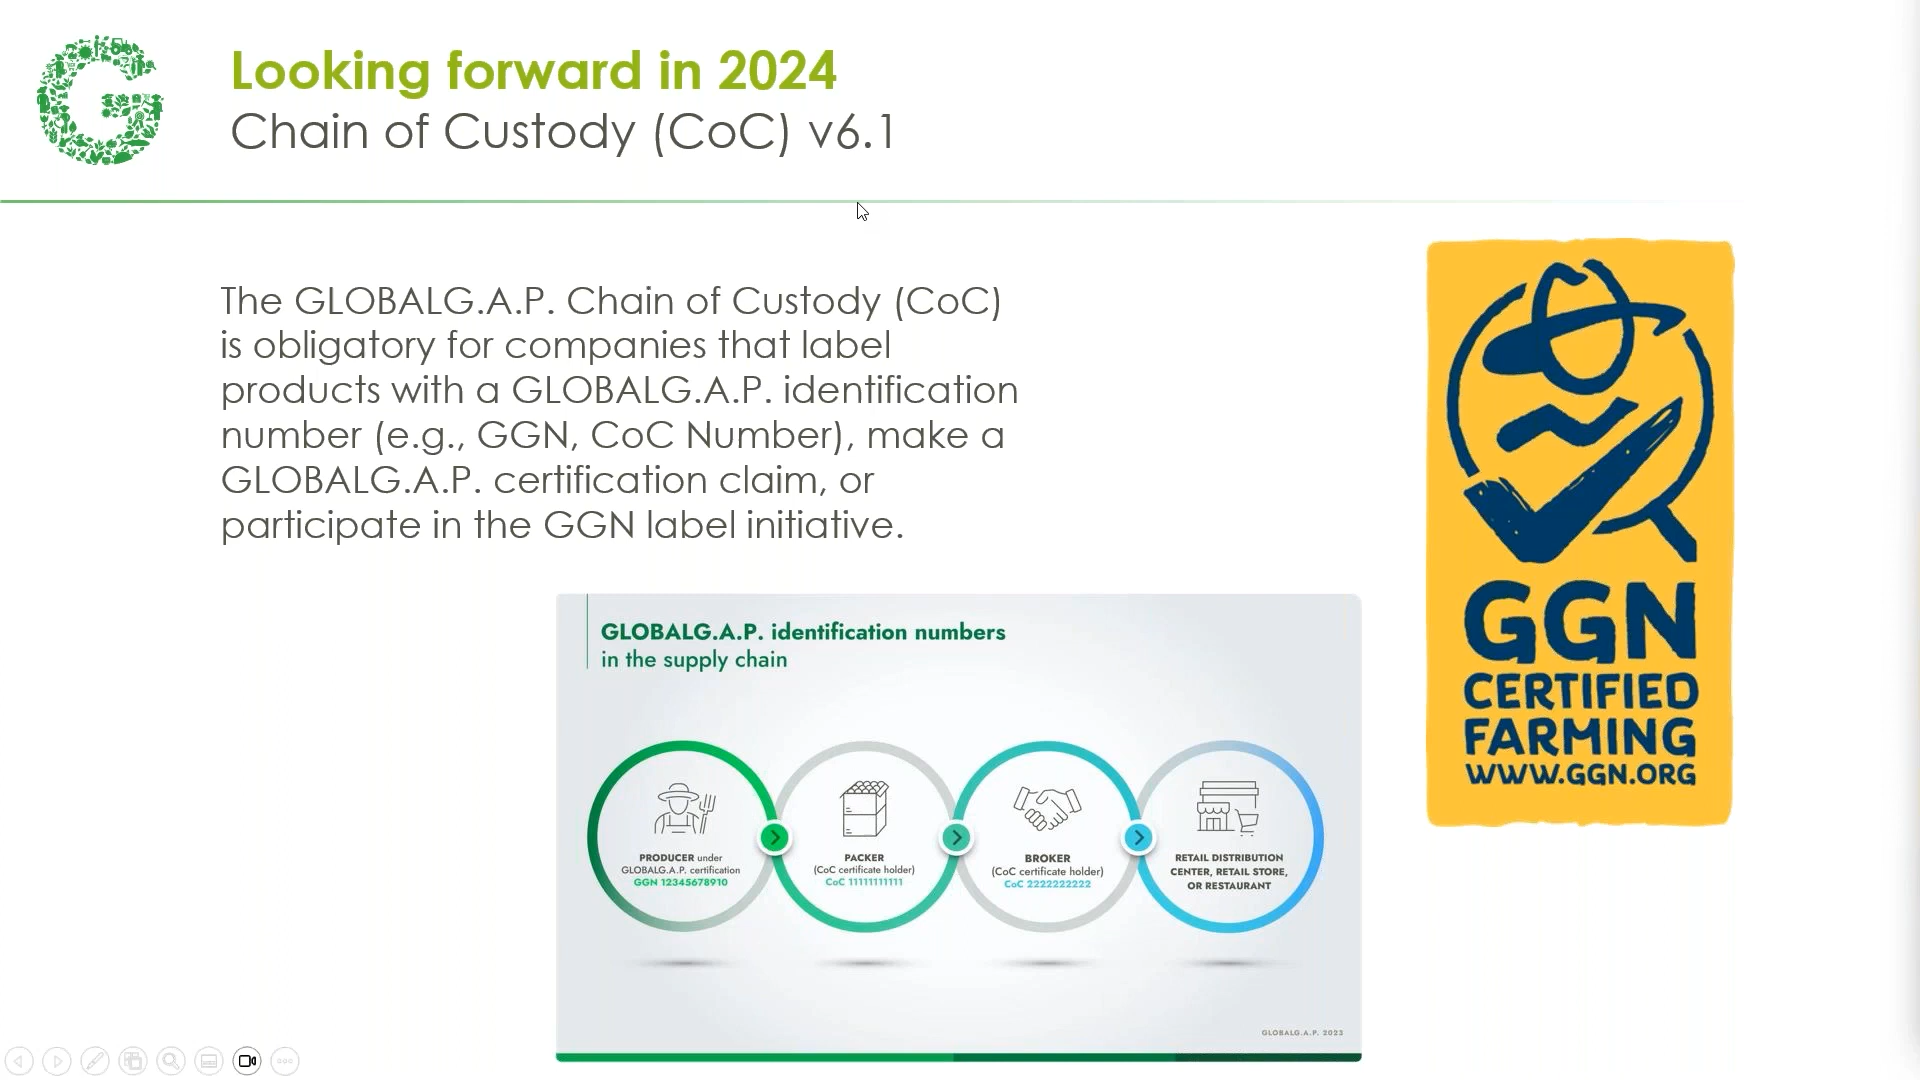 Looking forward in 2024
Chain of Custody (CoC) v6.1
The GLOBALG.A.P. Chain of Custody (CoC)
is obligatory for companies that label
products with a GLOBALG.A.P. identification
number (e.g., GGN, CoC Number), make a
GLOBALG.A.P. certification claim, or
participate in the GGN label initiative.
GLOBALG.A.P. identification numbers
in the supply chain
PRODUCER under
GLOBALG.A.P. certification
GGN 12345678910
PACKER
(CoC certificate holder)
CoC 11111111111
BROKER
(CoC certificate holder)
CoC 2222222222
RETAIL DISTRIBUTION
CENTER, RETAIL STORE,
OR RESTAURANT
GLOBALG.A.P. 2023
GGN
CERTIFIED
FARMING
WWW.GGN.ORG